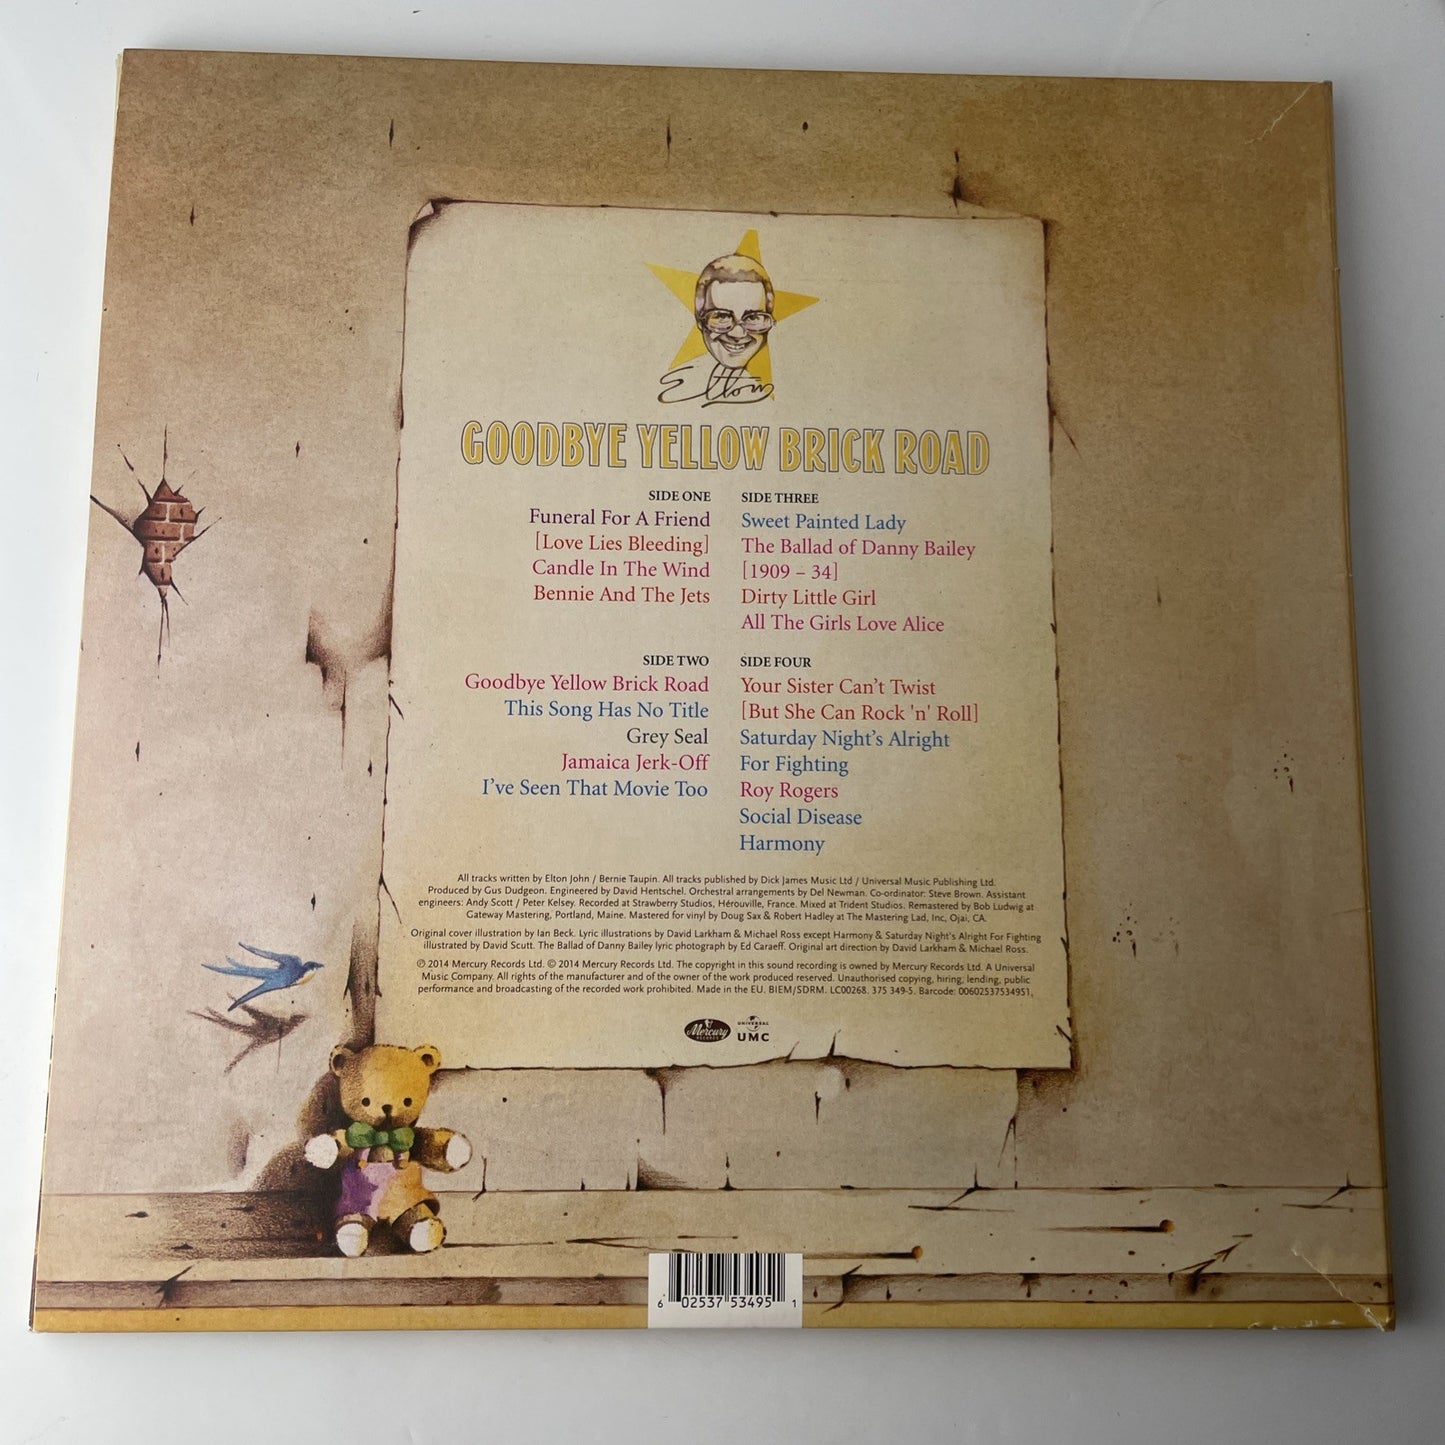 Elton
GOODBYE YELLOW BRICK ROAD
SIDE ONE
Funeral For A Friend
[Love Lies Bleeding]
Candle In The Wind
Bennie And The Jets
SIDE TWO
Goodbye Yellow Brick Road
This Song Has No Title
Grey Seal
Jamaica Jerk-Off
I've Seen That Movie Too
SIDE THREE
Sweet Painted Lady
The Ballad of Danny Bailey
[1909 – 34]
Dirty Little Girl
All The Girls Love Alice
SIDE FOUR
Your Sister Can't Twist
[But She Can Rock 'n' Roll]
Saturday Night's Alright
For Fighting
Roy Rogers
Social Disease
Harmony
All tracks written by Elton John / Bernie Taupin. All tracks published by Dick James Music Ltd / Universal Music Publishing Ltd.
Produced by Gus Dudgeon. Engineered by David Hentschel. Orchestral arrangements by Del Newman. Co-ordinator: Steve Brown. Assistant
engineers: Andy Scott / Peter Kelsey. Recorded at Strawberry Studios, Hérouville, France. Mixed at Trident Studios. Remastered by Bob Ludwig at
Gateway Mastering, Portland, Maine. Mastered for vinyl by Doug Sax & Robert Hadley at The Mastering Lad, Inc, Ojai, CA.
Original cover illustration by Ian Beck. Lyric illustrations by David Larkham & Michael Ross except Harmony & Saturday Night's Alright For Fighting
illustrated by David Scutt. The Ballad of Danny Bailey lyric photograph by Ed Caraeff. Original art direction by David Larkham & Michael Ross.
℗ 2014 Mercury Records Ltd. © 2014 Mercury Records Ltd. The copyright in this sound recording is owned by Mercury Records Ltd. A Universal
Music Company. All rights of the manufacturer and of the owner of the work produced reserved. Unauthorised copying, hiring, lending, public
performance and broadcasting of the recorded work prohibited. Made in the EU. BIEM/SDRM. LC00268. 375 349-5. Barcode: 00602537534951,
Mercury
RECORDS
UNIVERSAL
UMC
6 02537 53495 1